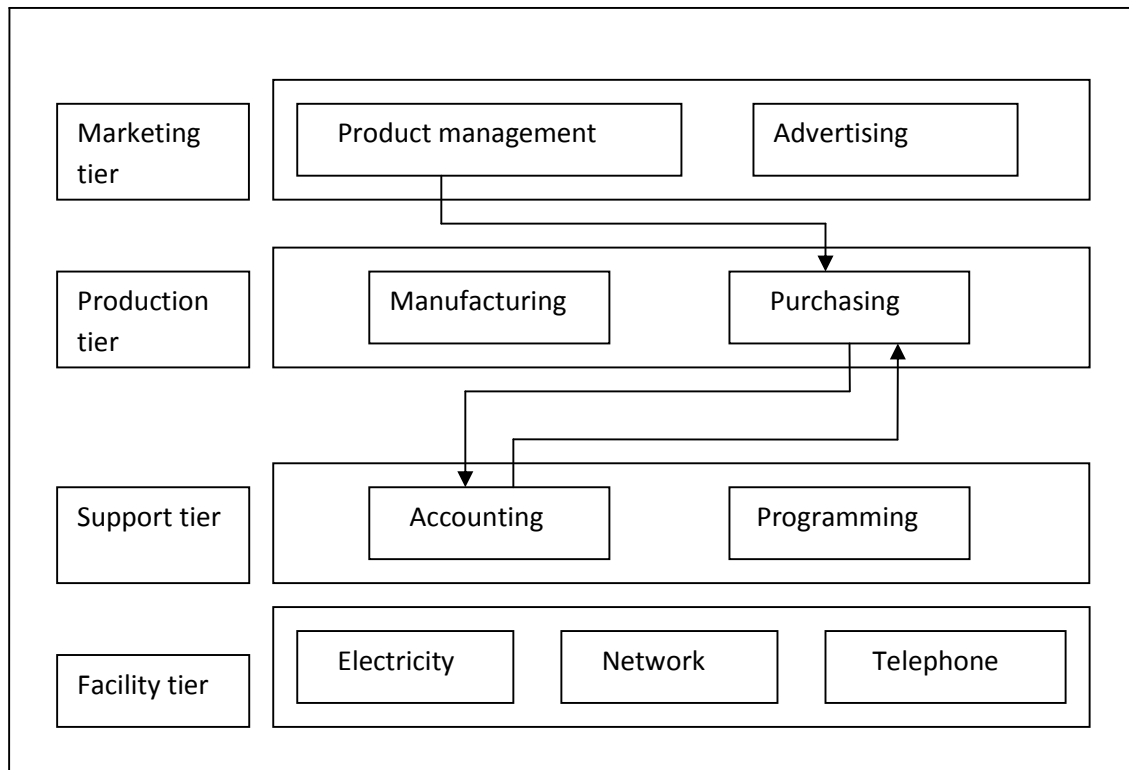 Marketing
tier
Product management
Advertising
Production
tier
Manufacturing
Purchasing
Support tier
Accounting
Programming
Facility tier
Electricity
Network
Telephone